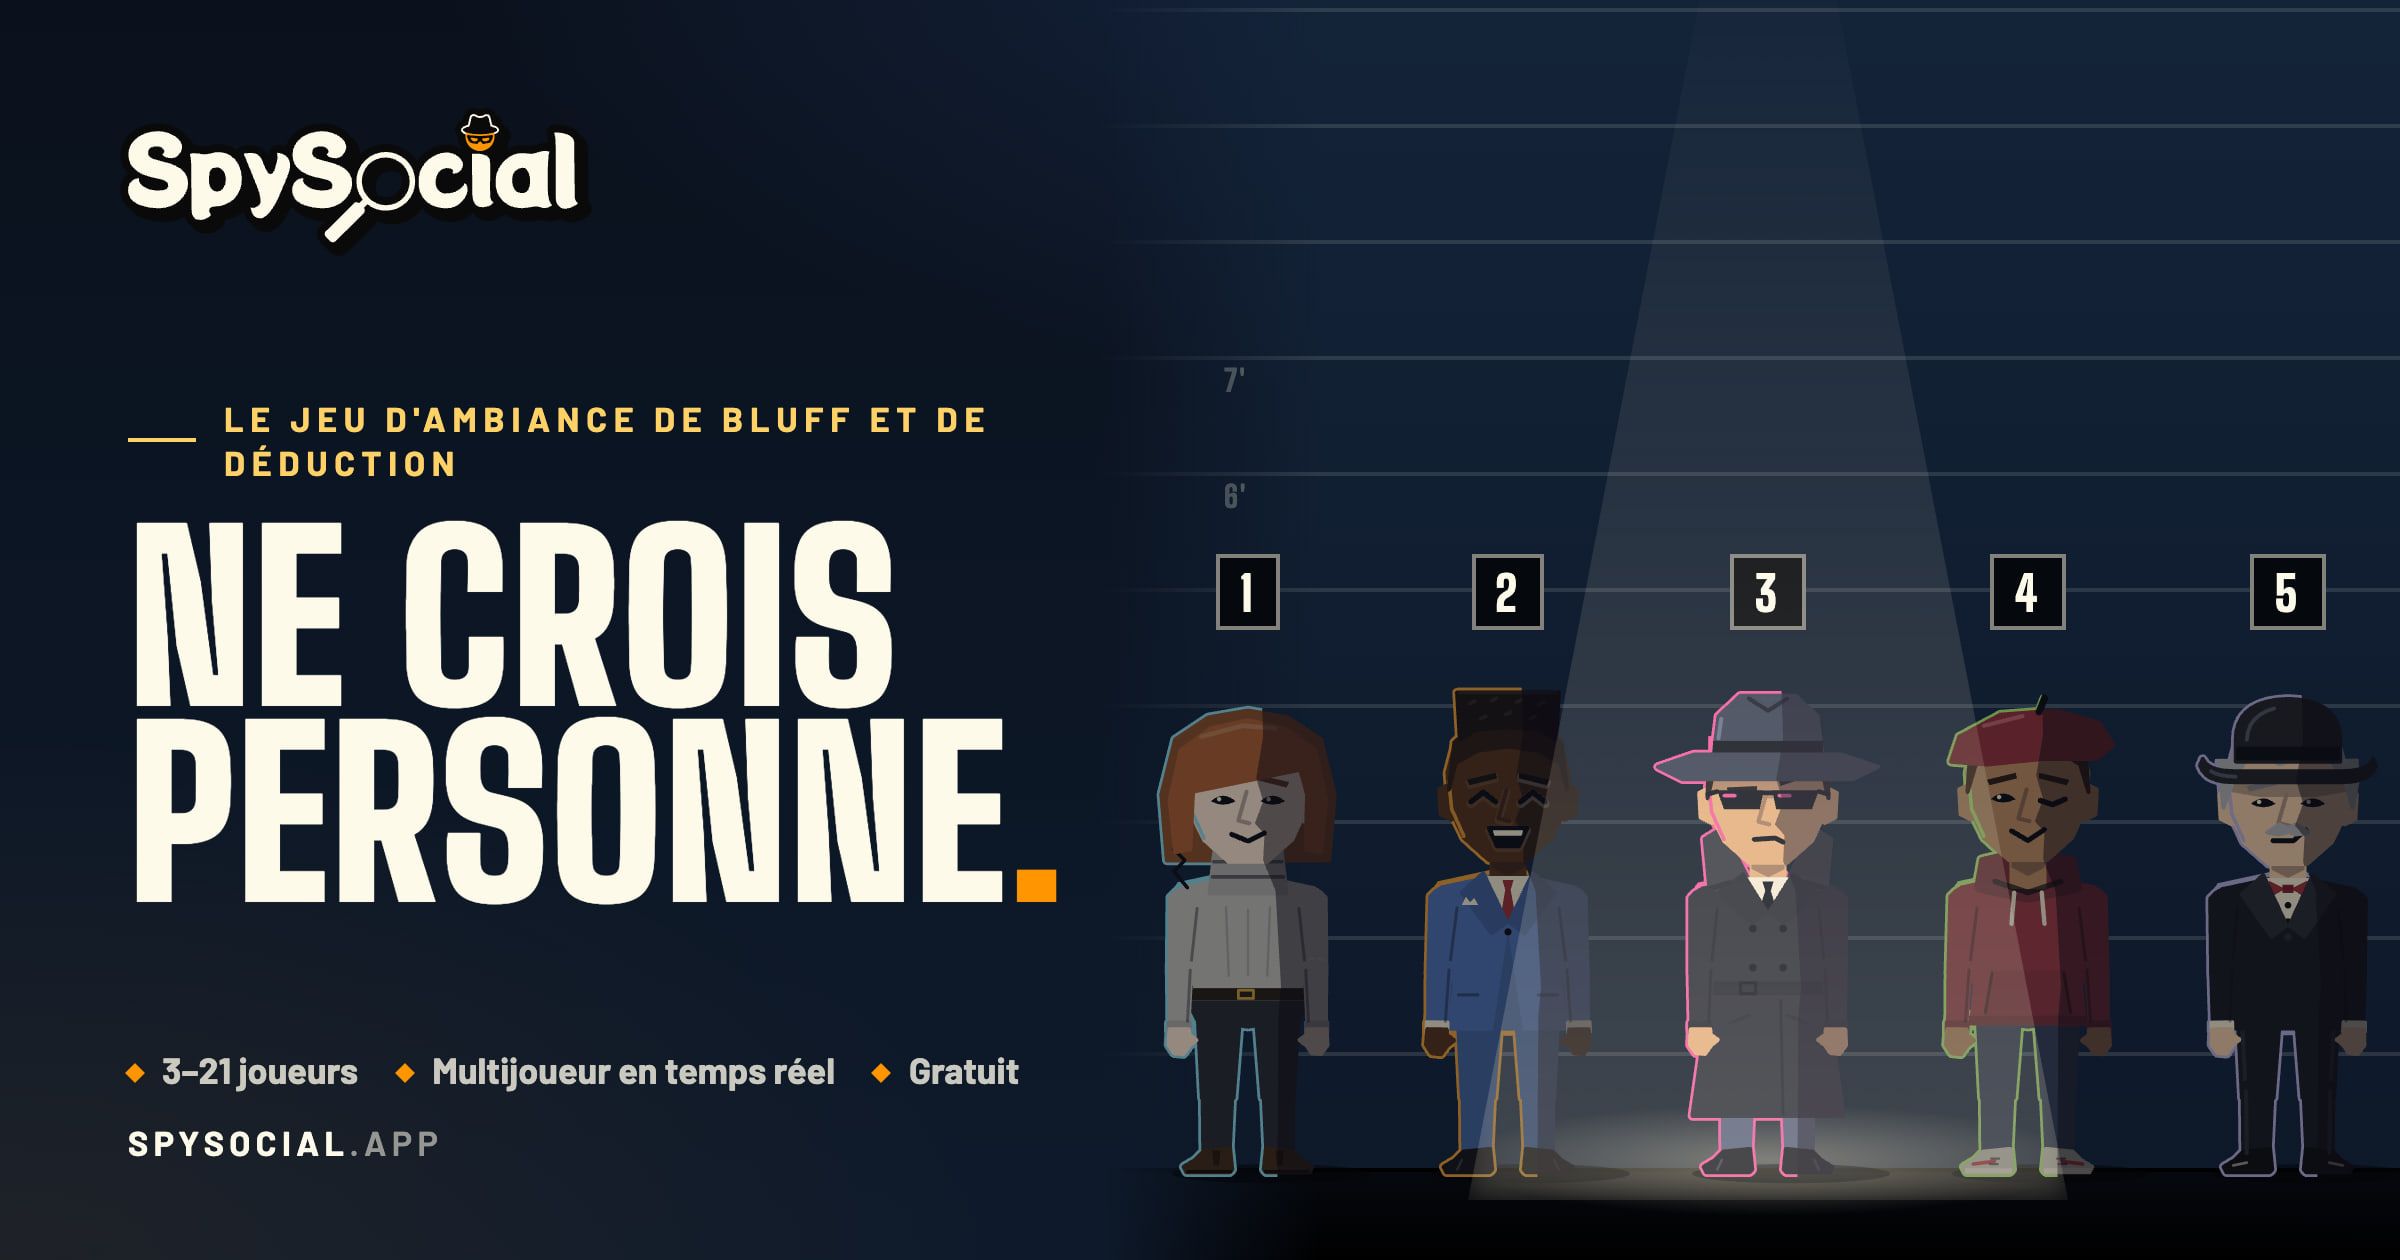 SpySocial
LE JEU D'AMBIANCE DE BLUFF ET DE
DÉDUCTION
NE CROIS
PERSONNE.
3–21 joueurs
Multijoueur en temps réel
Gratuit
SPYSOCIAL.APP
7'
6'
1
2
3
4
5